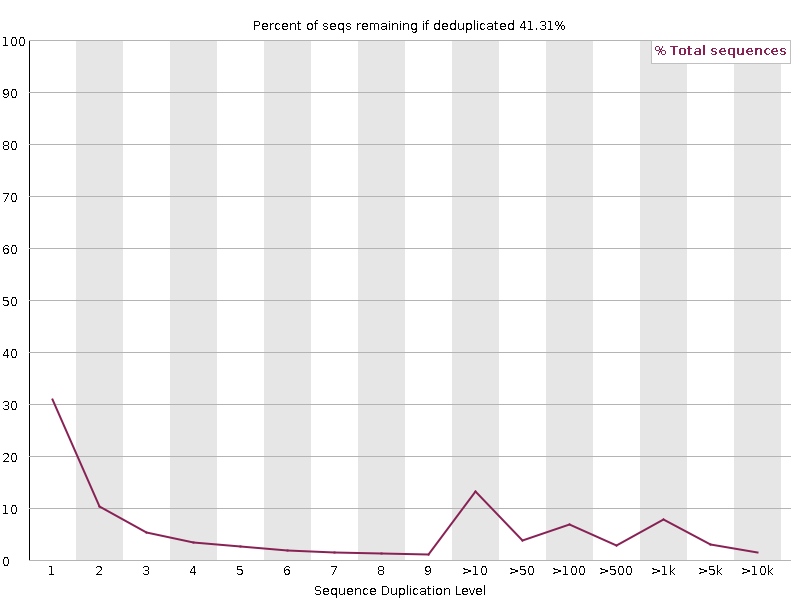 Percent of seqs remaining if deduplicated 41.31%
% Total sequences
100
90
80
70
60
50
40
30
20
10
0
1 2 3 4 5 6 7 8 9 >10 >50 >100 >500 >1k >5k >10k
Sequence Duplication Level